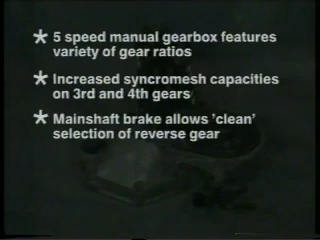 * 5 speed manual gearbox features
variety of gear ratios
* Increased syncromesh capacities
on 3rd and 4th gears
* Mainshaft brake allows 'clean'
selection of reverse gear